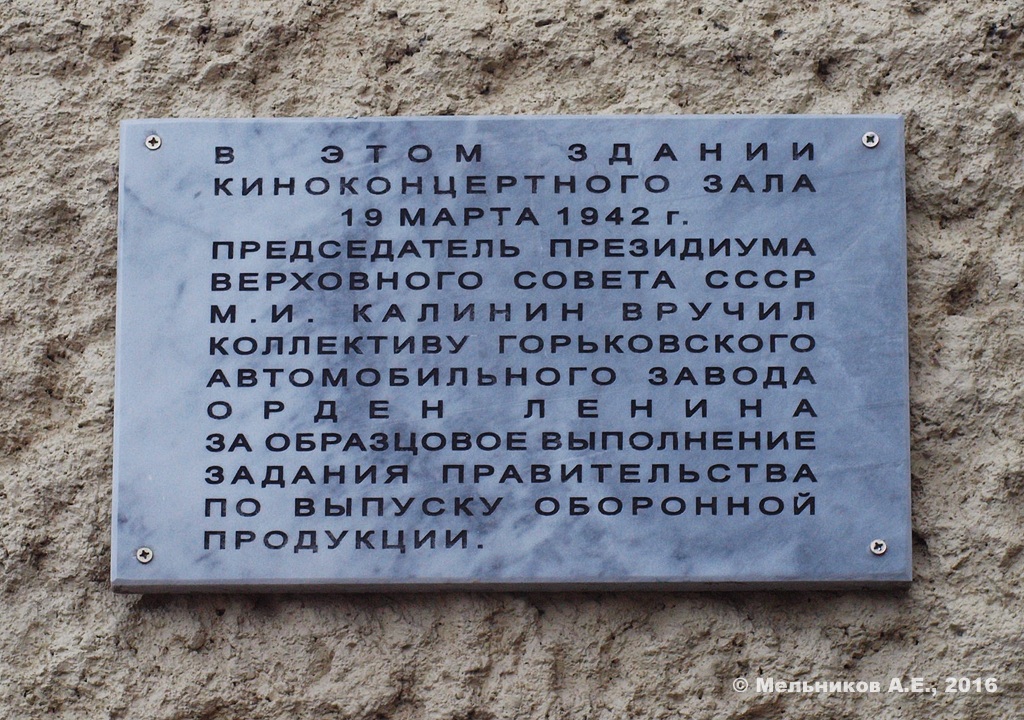 В ЭТОМ ЗДАНИИ
КИНОКОНЦЕРТНОГО ЗАЛА
19 МАРТА 1942 г.
ПРЕДСЕДАТЕЛЬ ПРЕЗИДИУМА
ВЕРХОВНОГО СОВЕТА СССР
М.И. КАЛИНИН ВРУЧИЛ
КОЛЛЕКТИВУ ГОРЬКОВСКОГО
АВТОМОБИЛЬНОГО ЗАВОДА
ОРДЕН ЛЕНИНА
ЗА ОБРАЗЦОВОЕ ВЫПОЛНЕНИЕ
ЗАДАНИЯ ПРАВИТЕЛЬСТВА
ПО ВЫПУСКУ ОБОРОННОЙ
ПРОДУКЦИИ.
© Мельников А.Е., 2016